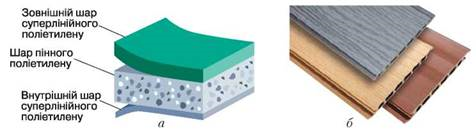 Зовнішній шар
суперлінійного
поліетилену
Шар пінного
поліетилену
Внутрішній шар
суперлінійного
поліетилену
а
б